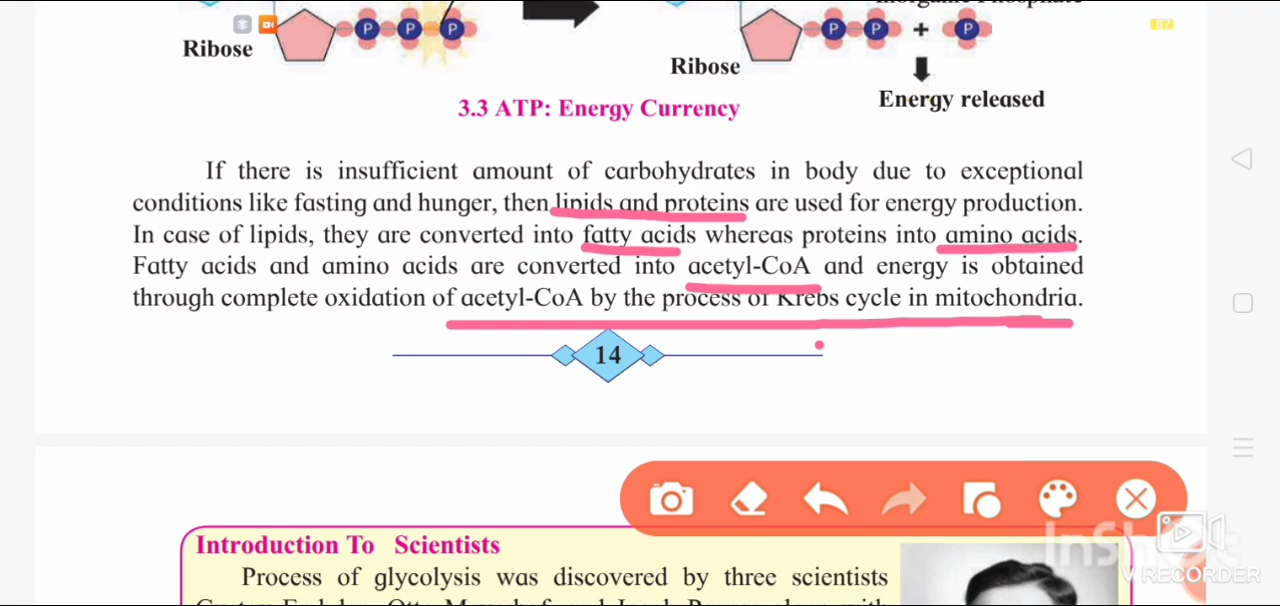 Ribose
P P P
P P + P
Ribose
Energy released
3.3 ATP: Energy Currency
87
If there is insufficient amount of carbohydrates in body due to exceptional
conditions like fasting and hunger, then lipids and proteins are used for energy production.
In case of lipids, they are converted into fatty acids whereas proteins into amino acids.
Fatty acids and amino acids are converted into acetyl-CoA and energy is obtained
through complete oxidation of acetyl-CoA by the process of Krebs cycle in mitochondria.
14
Introduction To Scientists
Process of glycolysis was discovered by three scientists
V RECORDER